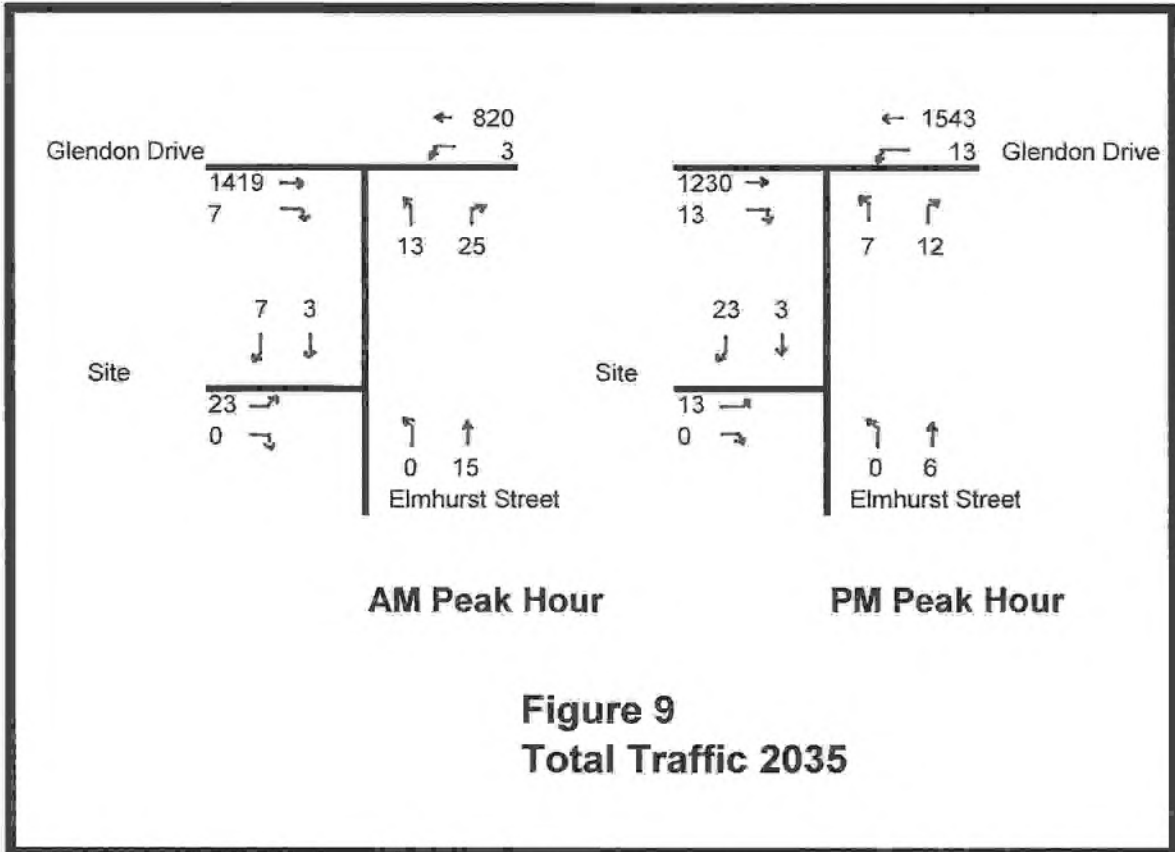 820
Glendon Drive 3
1419
7
13 25
7 3
Site
23
0
0 15
Elmhurst Street
AM Peak Hour
1543
13 Glendon Drive
1230
13
7 12
23 3
Site
13
0
0 6
Elmhurst Street
PM Peak Hour
Figure 9
Total Traffic 2035